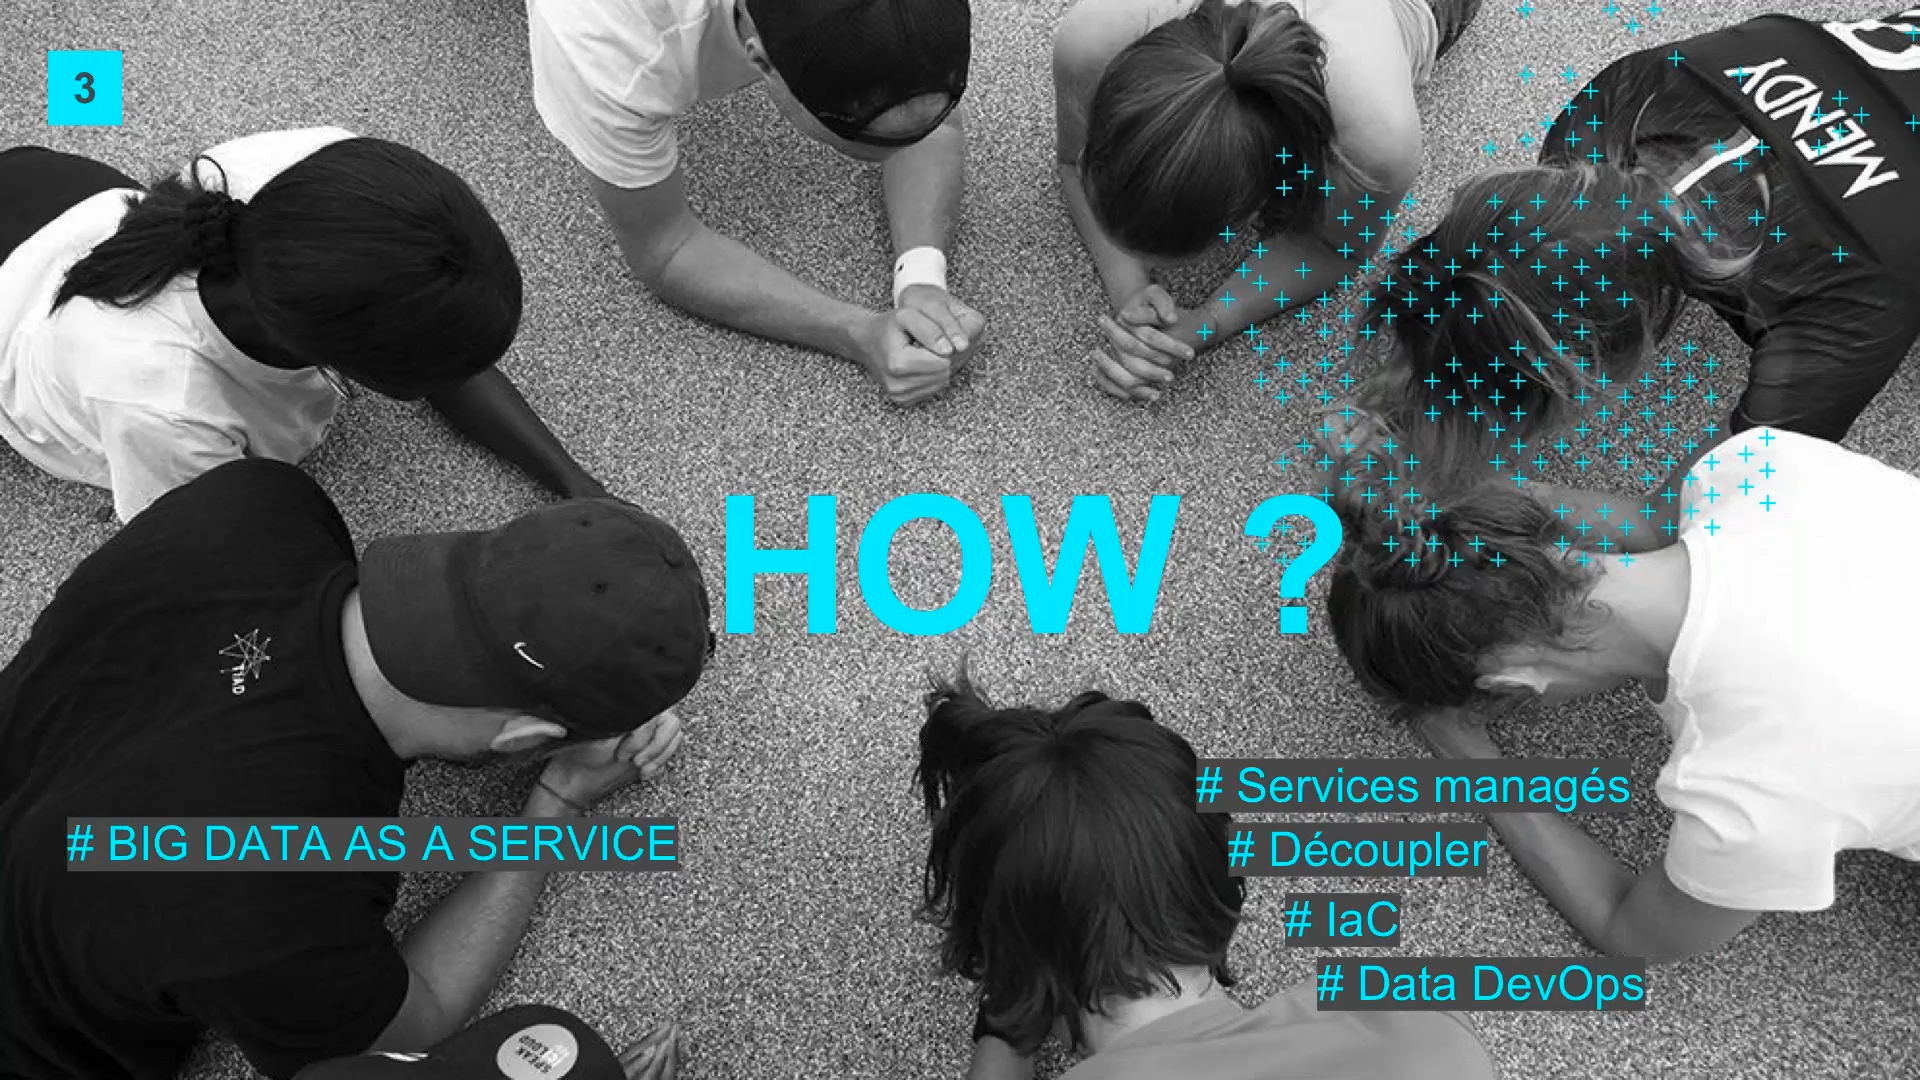 3
MENDY
HOW ?
TIAD
# BIG DATA AS A SERVICE
# Services managés
# Découpler
# IaC
# Data DevOps